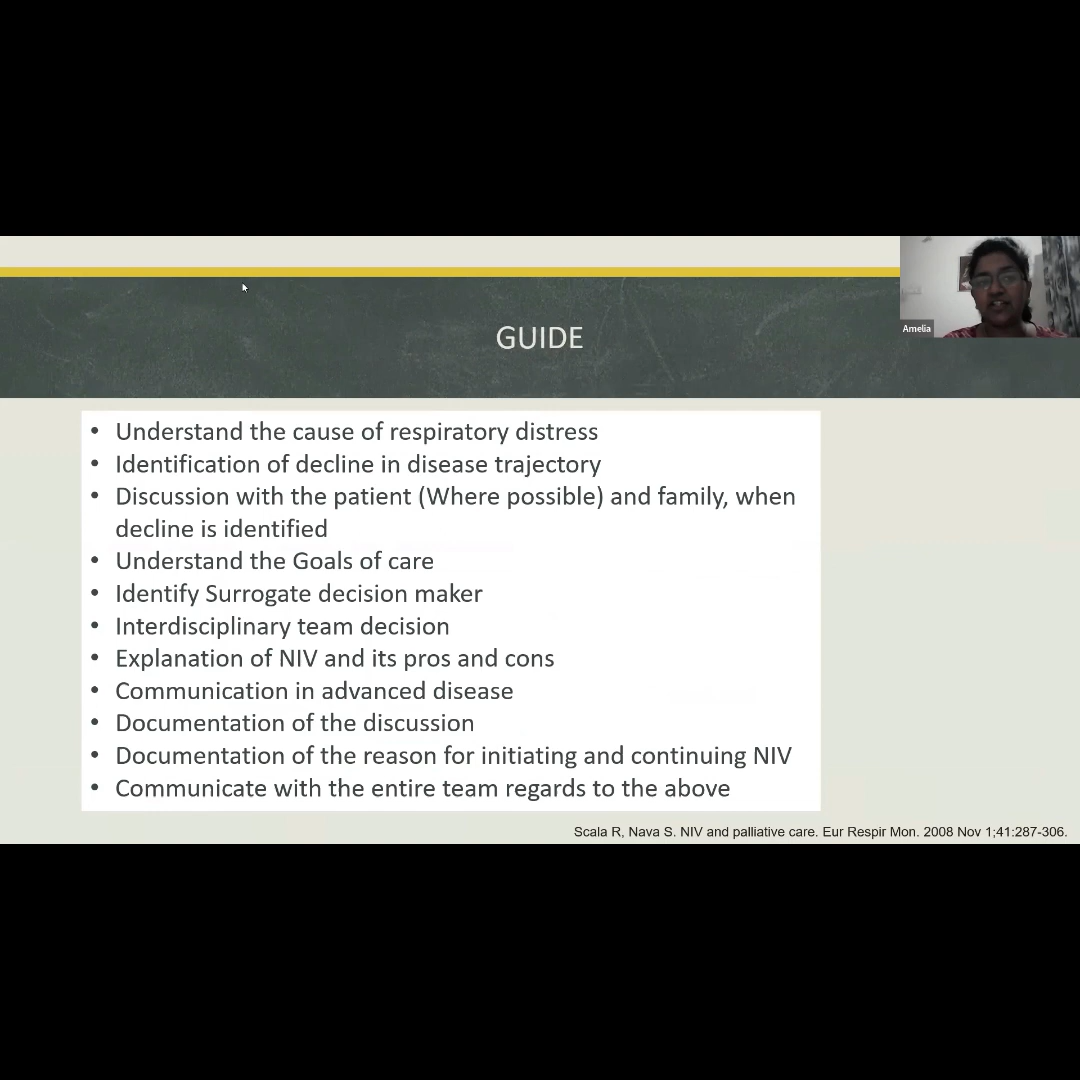 Amelia
GUIDE
• Understand the cause of respiratory distress
• Identification of decline in disease trajectory
• Discussion with the patient (Where possible) and family, when
decline is identified
• Understand the Goals of care
• Identify Surrogate decision maker
• Interdisciplinary team decision
• Explanation of NIV and its pros and cons
• Communication in advanced disease
• Documentation of the discussion
• Documentation of the reason for initiating and continuing NIV
• Communicate with the entire team regards to the above
Scala R, Nava S. NIV and palliative care. Eur Respir Mon. 2008 Nov 1;41:287-306.